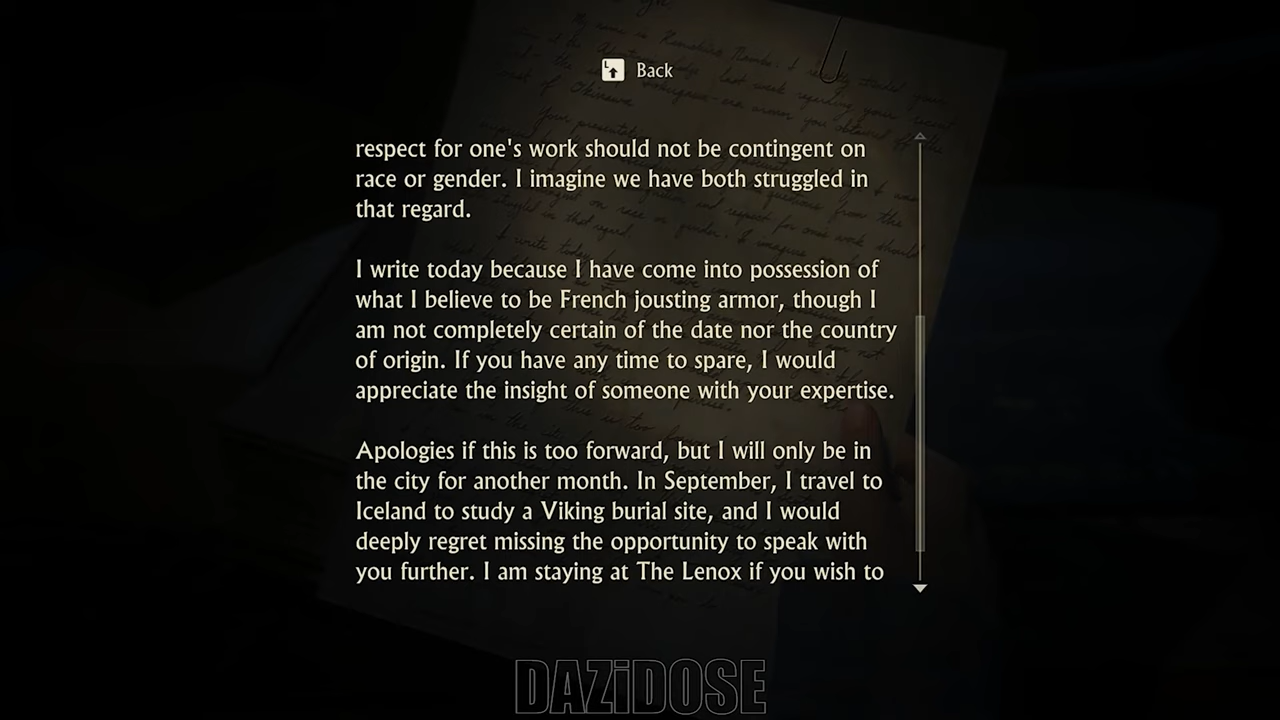 Back
respect for one's work should not be contingent on
race or gender. I imagine we have both struggled in
that regard.
I write today because I have come into possession of
what I believe to be French jousting armor, though I
am not completely certain of the date nor the country
of origin. If you have any time to spare, I would
appreciate the insight of someone with your expertise.
Apologies if this is too forward, but I will only be in
the city for another month. In September, I travel to
Iceland to study a Viking burial site, and I would
deeply regret missing the opportunity to speak with
you further. I am staying at The Lenox if you wish to
DAZiDOSE